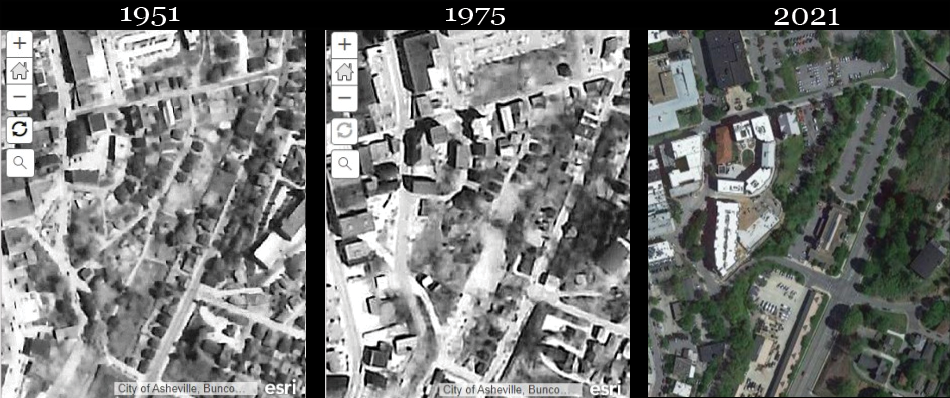 1951
1975
2021
City of Asheville, Bunco...
esri
City of Asheville, Bunco...
esri